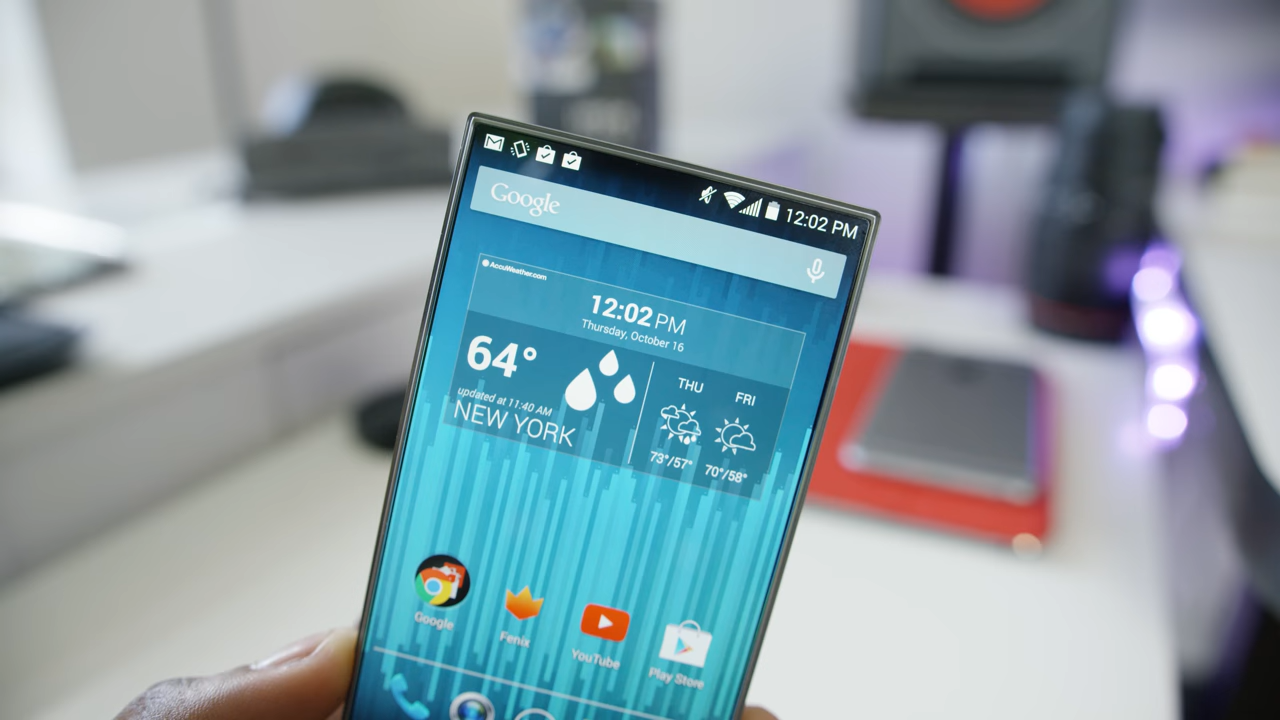 12:02 PM
Google
AccuWeather.com
12:02 PM
Thursday, October 16
64°
updated at 11:40 AM
NEW YORK
THU
FRI
73°/57°
70°/58°
Google
Fenix
YouTube
Play Store